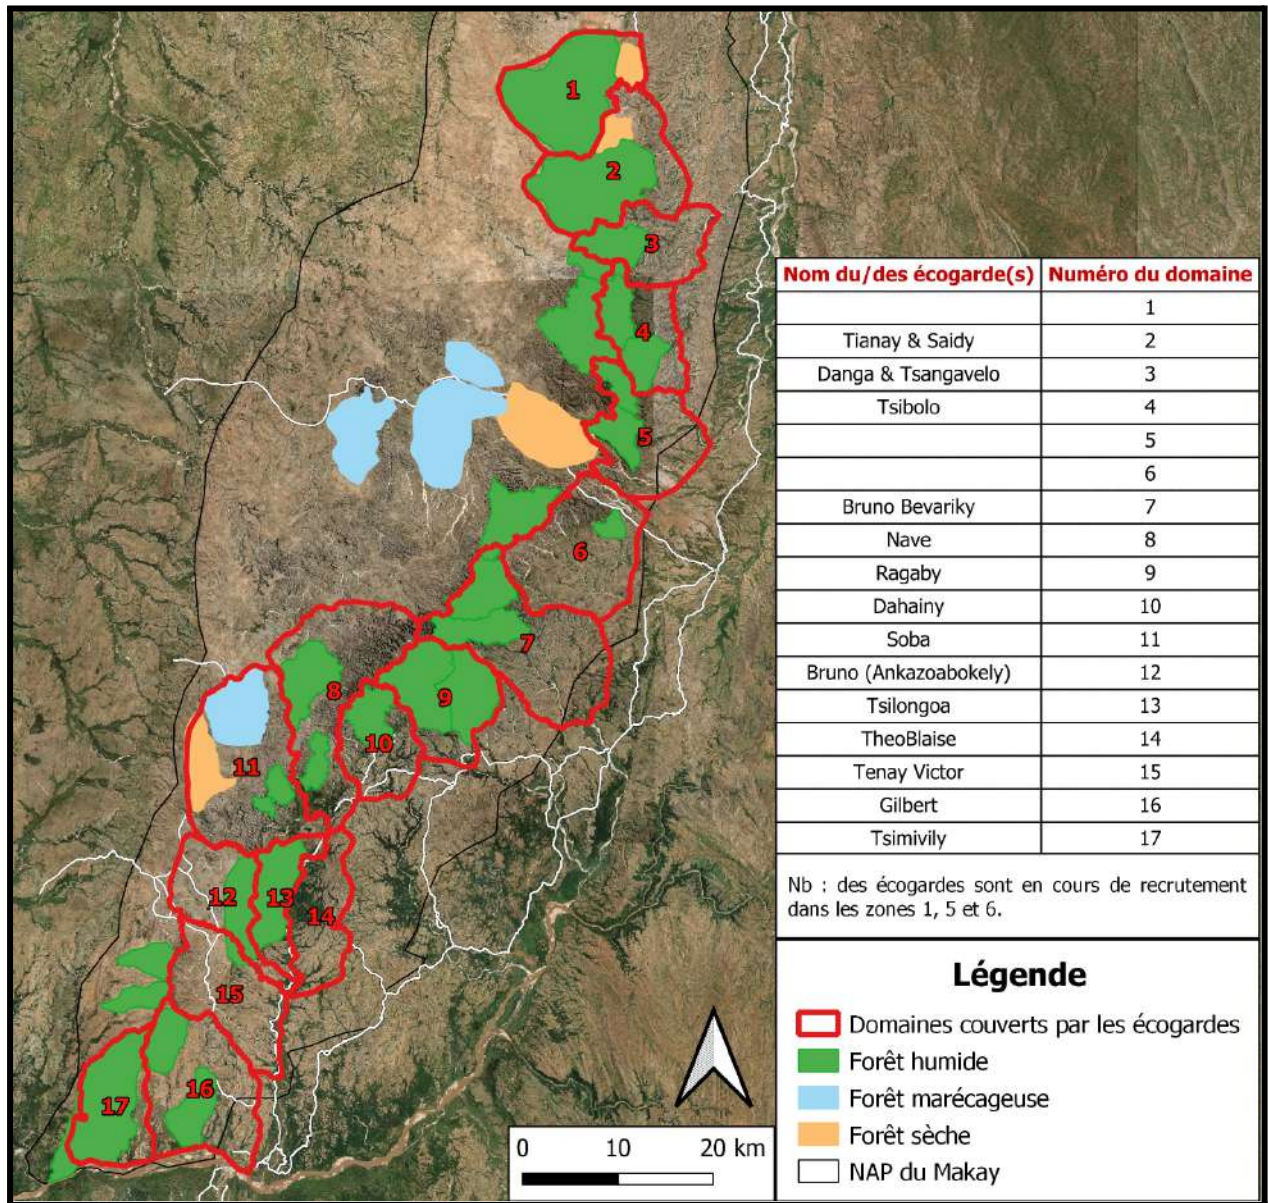 1
2
3
4
5
6
7
8
9
10
11
12
13
14
15
16
17
Nom du/des écogarde(s) Numéro du domaine
1
Tianay & Saidy 2
Danga & Tsangavelo 3
Tsibolo 4
5
6
Bruno Bevariky 7
Nave 8
Ragaby 9
Dahainy 10
Soba 11
Bruno (Ankazoabokely) 12
Tsilongoa 13
TheoBlaise 14
Tenay Victor 15
Gilbert 16
Tsimivily 17
Nb : des écogardes sont en cours de recrutement
dans les zones 1, 5 et 6.
Légende
Domaines couverts par les écogardes
Forêt humide
Forêt marécageuse
Forêt sèche
NAP du Makay
0 10 20 km